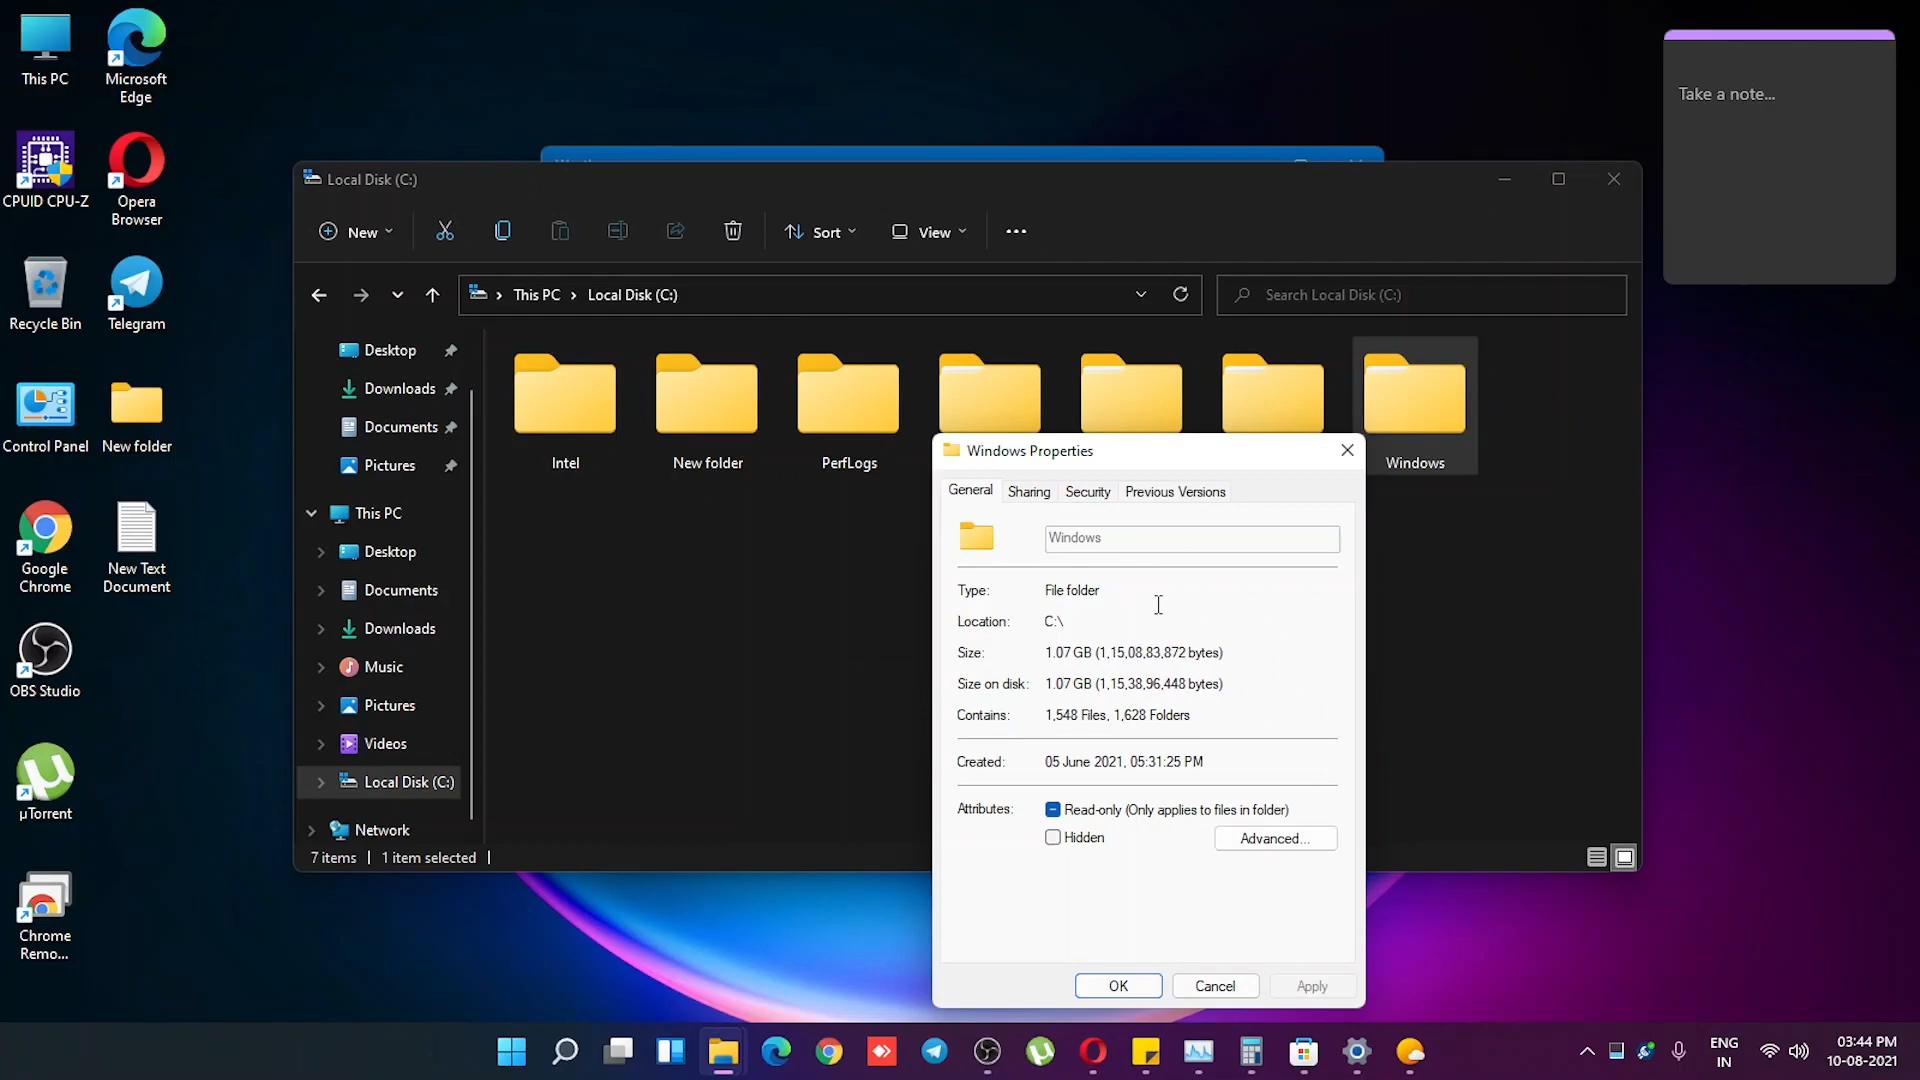 This PC
Microsoft
Edge
CPUID CPU-Z
Opera
Browser
Recycle Bin
Telegram
Control Panel
New folder
Google
Chrome
New Text
Document
OBS Studio
µTorrent
Chrome
Remo...
Take a note...
Local Disk (C:)
New
Sort
View
This PC > Local Disk (C:)
Search Local Disk (C:)
Desktop
Downloads
Documents
Pictures
This PC
Desktop
Documents
Downloads
Music
Pictures
Videos
Local Disk (C:)
Network
7 items
1 item selected
Intel
New folder
PerfLogs
Windows
Windows Properties
General
Sharing
Security
Previous Versions
Windows
Type: File folder
Location: C:\
Size: 1.07 GB (1,15,08,83,872 bytes)
Size on disk: 1.07 GB (1,15,38,96,448 bytes)
Contains: 1,548 Files, 1,628 Folders
Created: 05 June 2021, 05:31:25 PM
Attributes: Read-only (Only applies to files in folder)
Hidden
Advanced...
OK
Cancel
Apply
ENG
IN
03:44 PM
10-08-2021